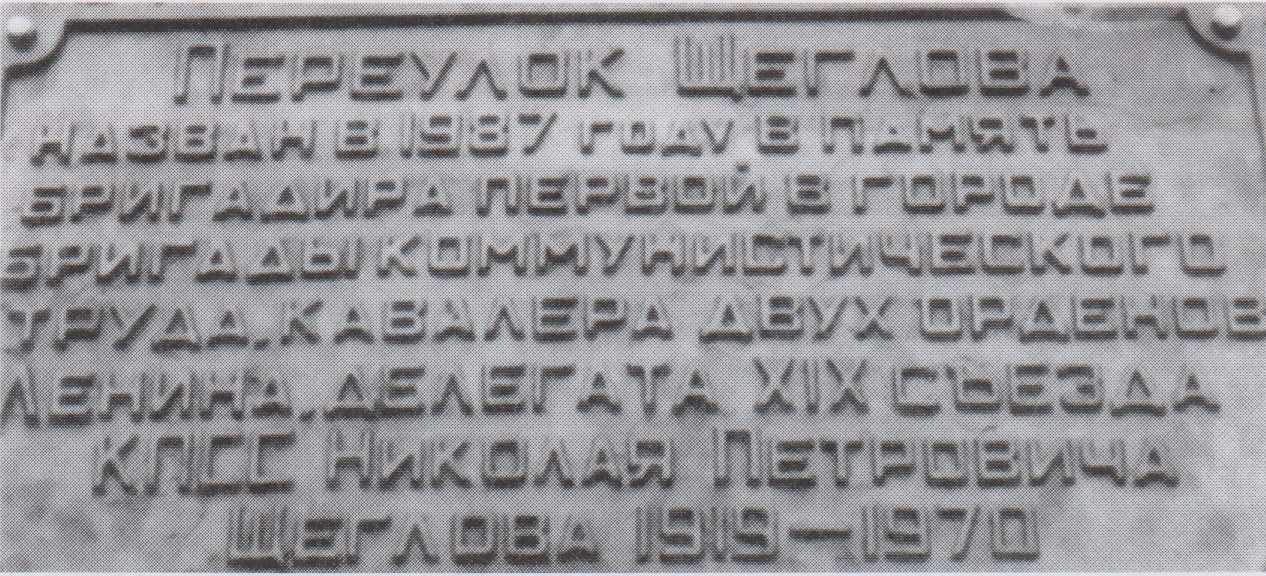 ПЕРЕУЛОК ЩЕГЛОВА
НАЗВАН В 1987 ГОДУ В ПАМЯТЬ
БРИГАДИРА ПЕРВОЙ В ГОРОДЕ
БРИГАДЫ КОММУНИСТИЧЕСКОГО
ТРУДА, КАВАЛЕРА ДВУХ ОРДЕНОВ
ЛЕНИНА, ДЕЛЕГАТА XIX СЪЕЗДА
КПСС НИКОЛАЯ ПЕТРОВИЧА
ЩЕГЛОВА 1919—1970